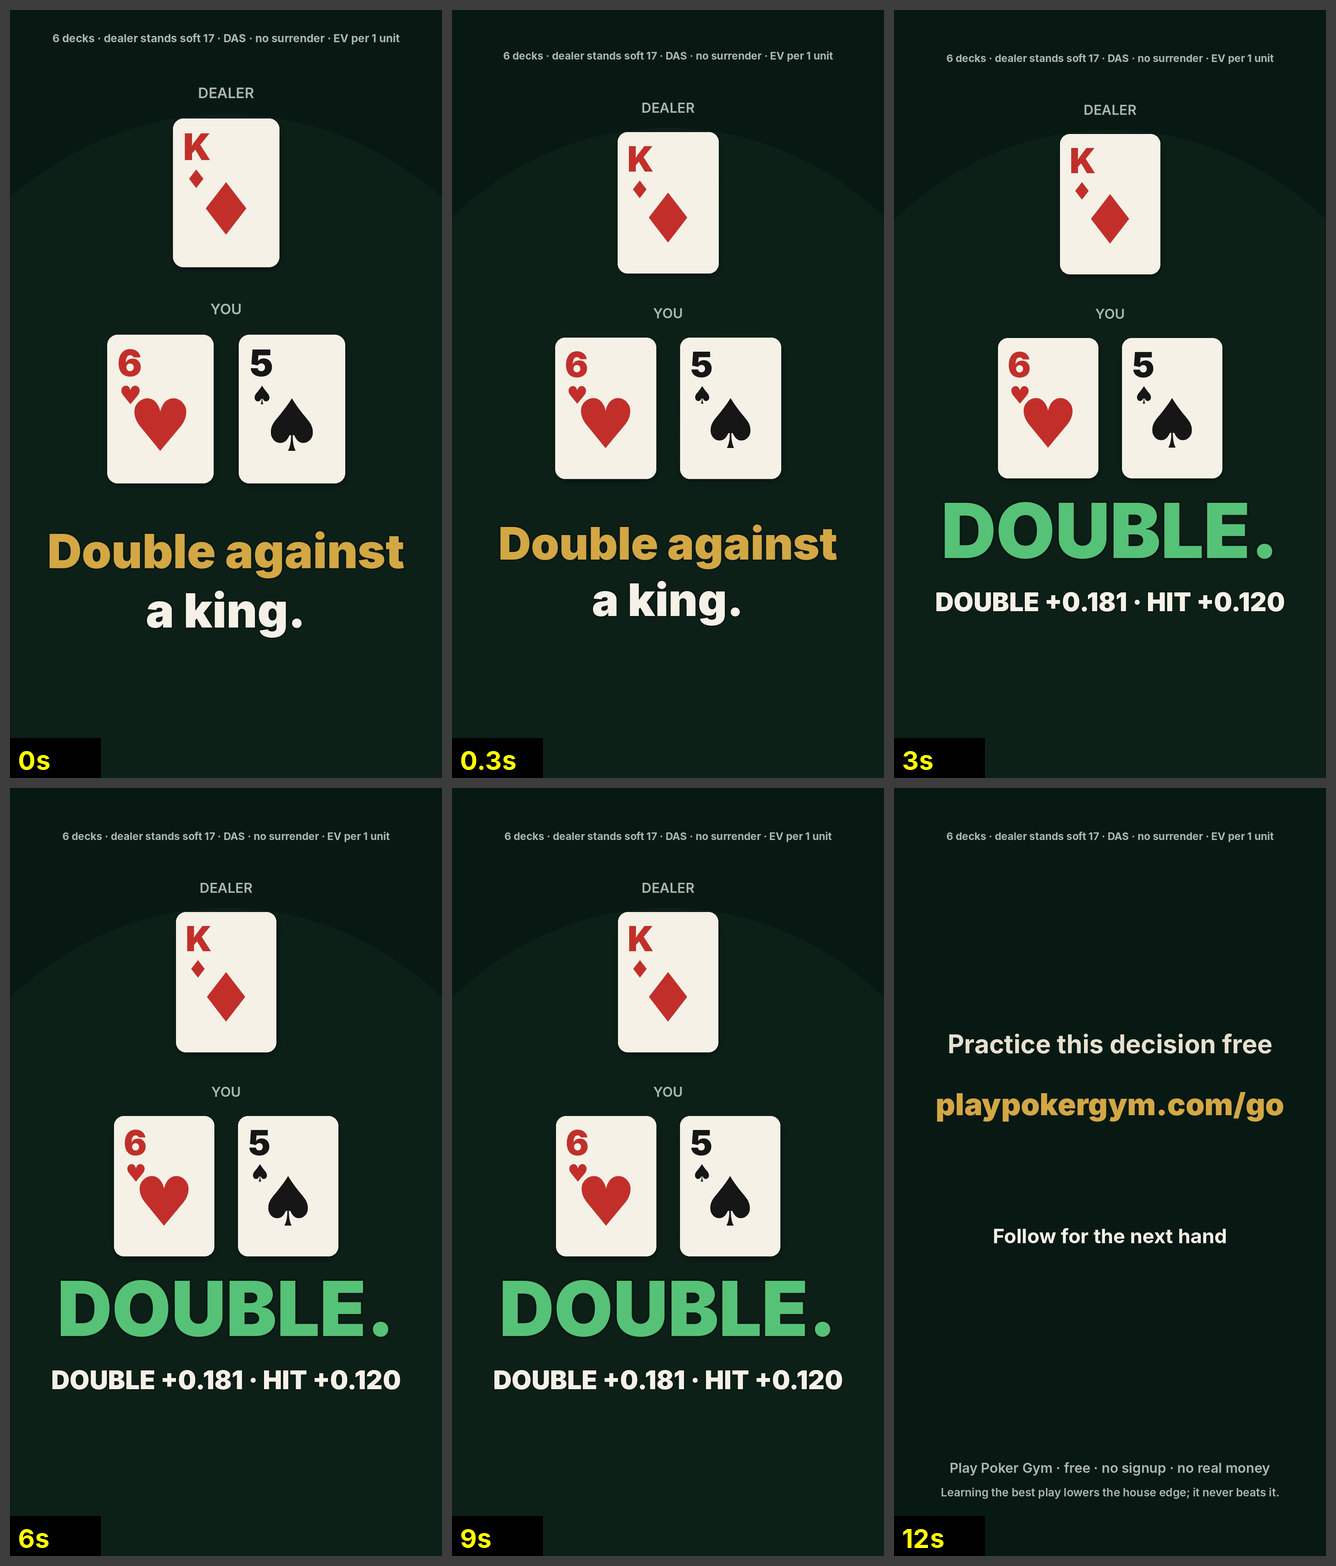 6 decks · dealer stands soft 17 · DAS · no surrender · EV per 1 unit
DEALER
K
YOU
6 5
Double against
a king.
0s
6 decks · dealer stands soft 17 · DAS · no surrender · EV per 1 unit
DEALER
K
YOU
6 5
Double against
a king.
0.3s
6 decks · dealer stands soft 17 · DAS · no surrender · EV per 1 unit
DEALER
K
YOU
6 5
DOUBLE.
DOUBLE +0.181 · HIT +0.120
3s
6 decks · dealer stands soft 17 · DAS · no surrender · EV per 1 unit
DEALER
K
YOU
6 5
DOUBLE.
DOUBLE +0.181 · HIT +0.120
6s
6 decks · dealer stands soft 17 · DAS · no surrender · EV per 1 unit
DEALER
K
YOU
6 5
DOUBLE.
DOUBLE +0.181 · HIT +0.120
9s
6 decks · dealer stands soft 17 · DAS · no surrender · EV per 1 unit
Practice this decision free
playpokergym.com/go
Follow for the next hand
Play Poker Gym · free · no signup · no real money
Learning the best play lowers the house edge; it never beats it.
12s